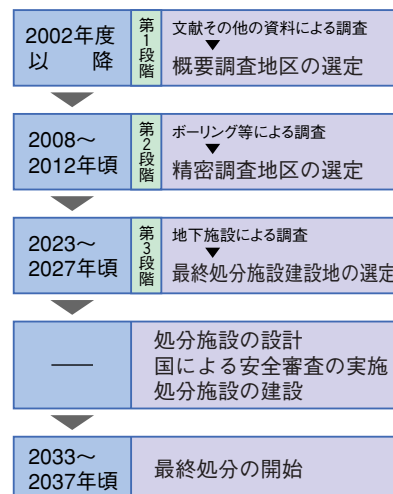 2002年度
以 降
第1段階
文献その他の資料による調査
▼
概要調査地区の選定
2008～
2012年頃
第2段階
ボーリング等による調査
▼
精密調査地区の選定
2023～
2027年頃
第3段階
地下施設による調査
▼
最終処分施設建設地の選定
——
処分施設の設計
国による安全審査の実施
処分施設の建設
2033～
2037年頃
最終処分の開始